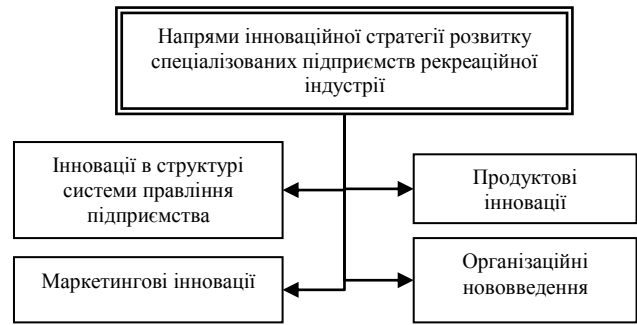 Напрями інноваційної стратегії розвитку
спеціалізованих підприємств рекреаційної
індустрії
Інновації в структурі
системи правління
підприємства
Продуктові
інновації
Маркетингові інновації
Організаційні
нововведення